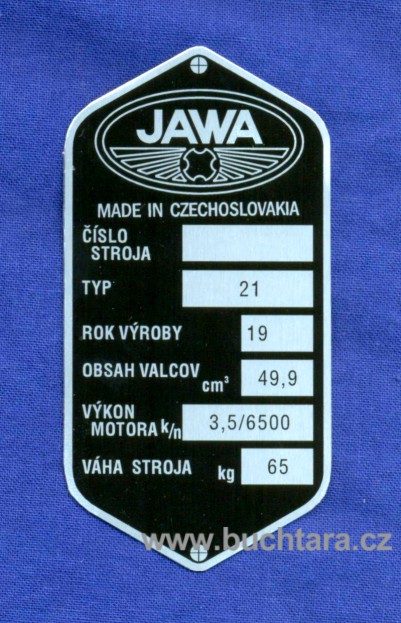 JAWA
MADE IN CZECHOSLOVAKIA
ČÍSLO
STROJA
TYP 21
ROK VÝROBY 19
OBSAH VALCOV cm³ 49,9
VÝKON
MOTORA k/n 3,5/6500
VÁHA STROJA kg 65
www.buchtara.cz